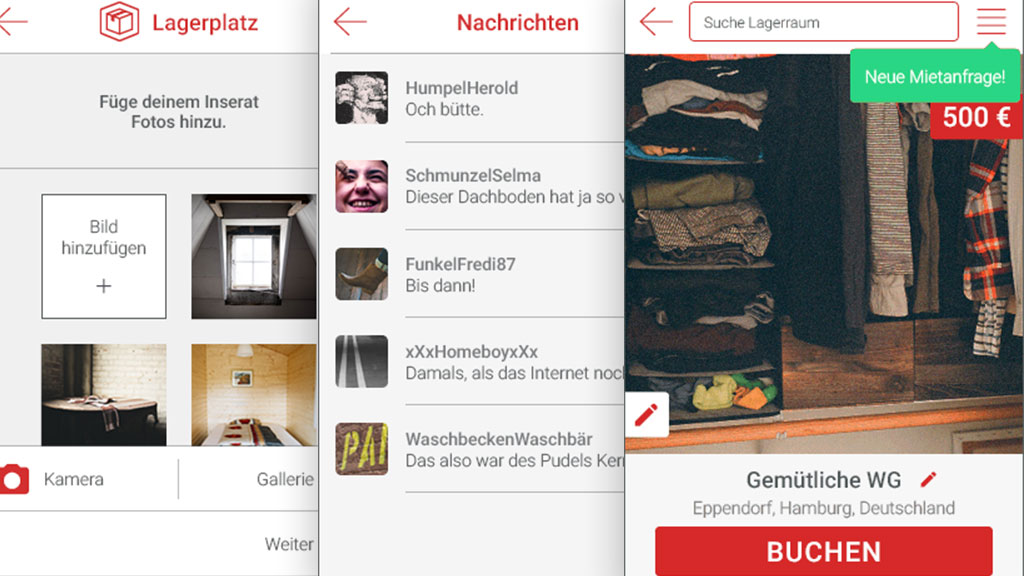 Lagerplatz
Füge deinem Inserat
Fotos hinzu.
Bild
hinzufügen
+
Kamera
Gallerie
Weiter
Nachrichten
HumpelHerold
Och bütte.
SchmunzelSelma
Dieser Dachboden hat ja so v
FunkelFredi87
Bis dann!
xXxHomeboyxXx
Damals, als das Internet noch
PAI
WaschbeckenWaschbär
Das also war des Pudels Kern
Suche Lagerraum
Neue Mietanfrage!
500 €
Gemütliche WG
Eppendorf, Hamburg, Deutschland
BUCHEN